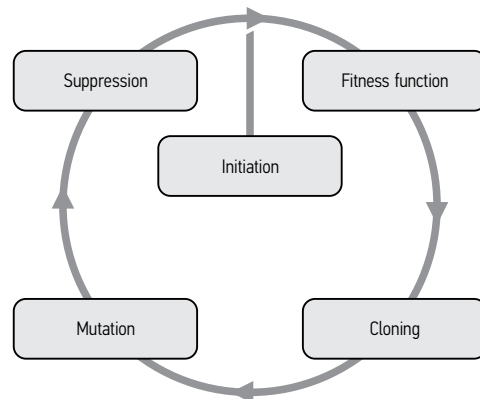 Suppression
Fitness function
Initiation
Mutation
Cloning